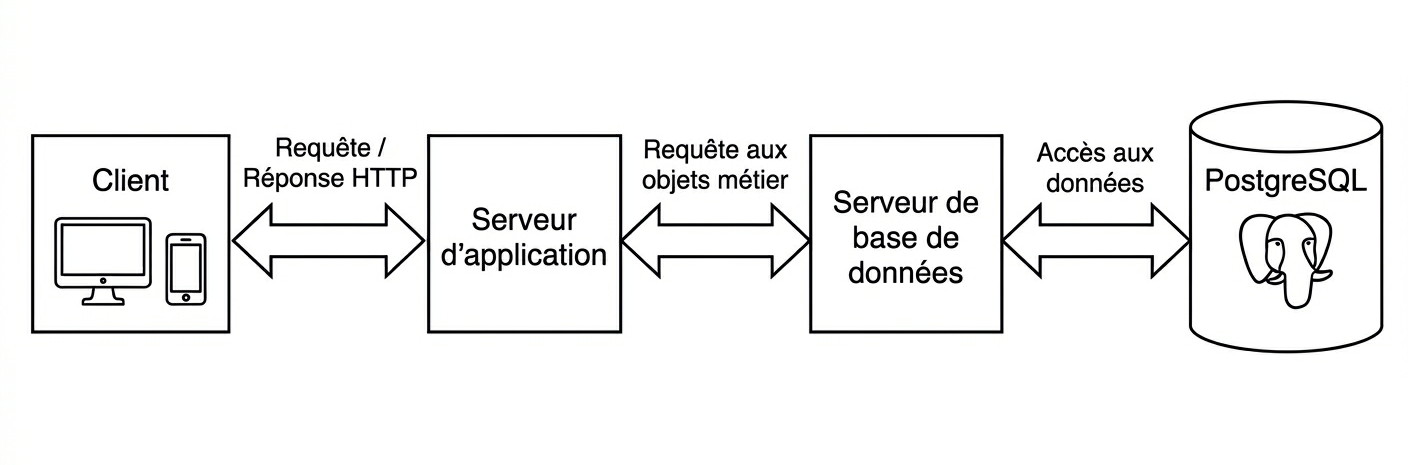 Client
Requête /
Réponse HTTP
Serveur
d’application
Requête aux
objets métier
Serveur de
base de
données
Accès aux
données
PostgreSQL